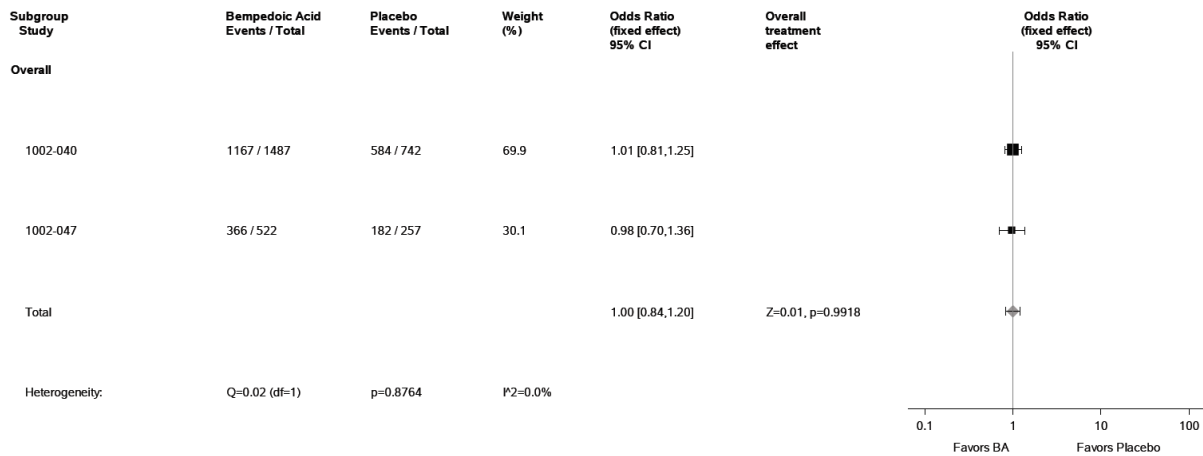 Subgroup Bempedoic Acid Placebo Weight Odds Ratio Overall Odds Ratio
Study Events / Total Events / Total (%) (fixed effect) treatment (fixed effect)
95% CI effect 95% CI
Overall
1002-040 1167 / 1487 584 / 742 69.9 1.01 [0.81,1.25]
1002-047 366 / 522 182 / 257 30.1 0.98 [0.70,1.36]
Total 1.00 [0.84,1.20] Z=0.01, p=0.9918
Heterogeneity: Q=0.02 (df=1) p=0.8764 I^2=0.0%
0.1 1 10 100
Favors BA Favors Placebo